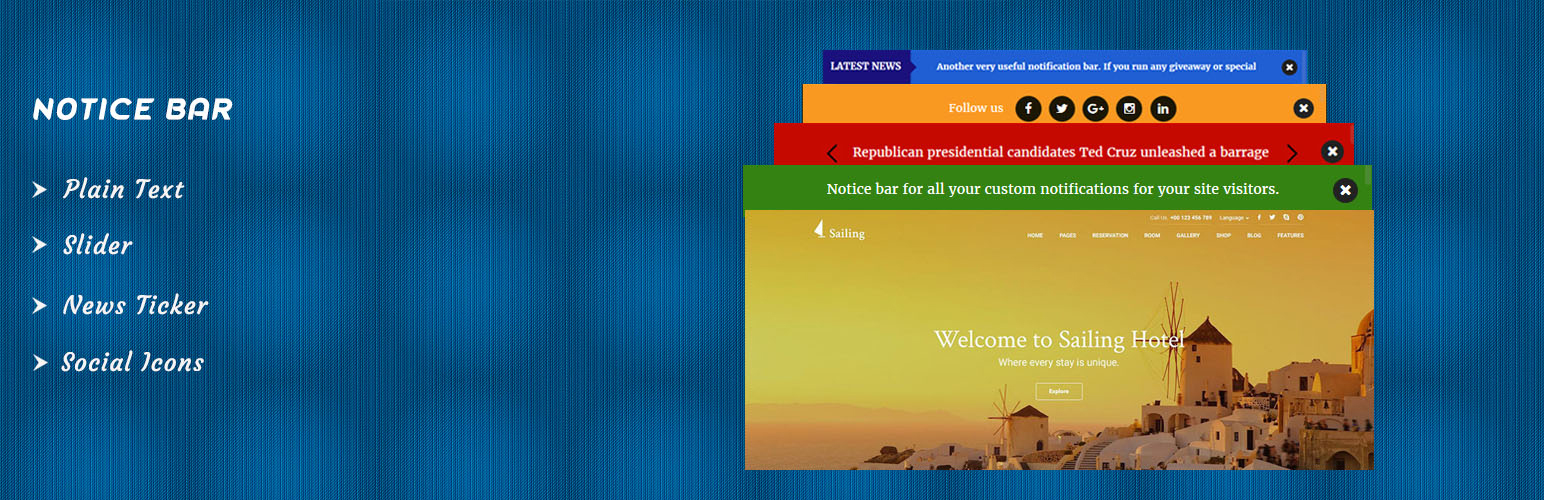 NOTICE BAR
Plain Text
Slider
News Ticker
Social Icons
LATEST NEWS Another very useful notification bar. If you run any giveaway or special
Follow us
Republican presidential candidates Ted Cruz unleashed a barrage
Notice bar for all your custom notifications for your site visitors.
Call Us. +00 123 456 789 Language
Sailing
HOME PAGES RESERVATION ROOM GALLERY SHOP BLOG FEATURES
Welcome to Sailing Hotel
Where every stay is unique.
Explore